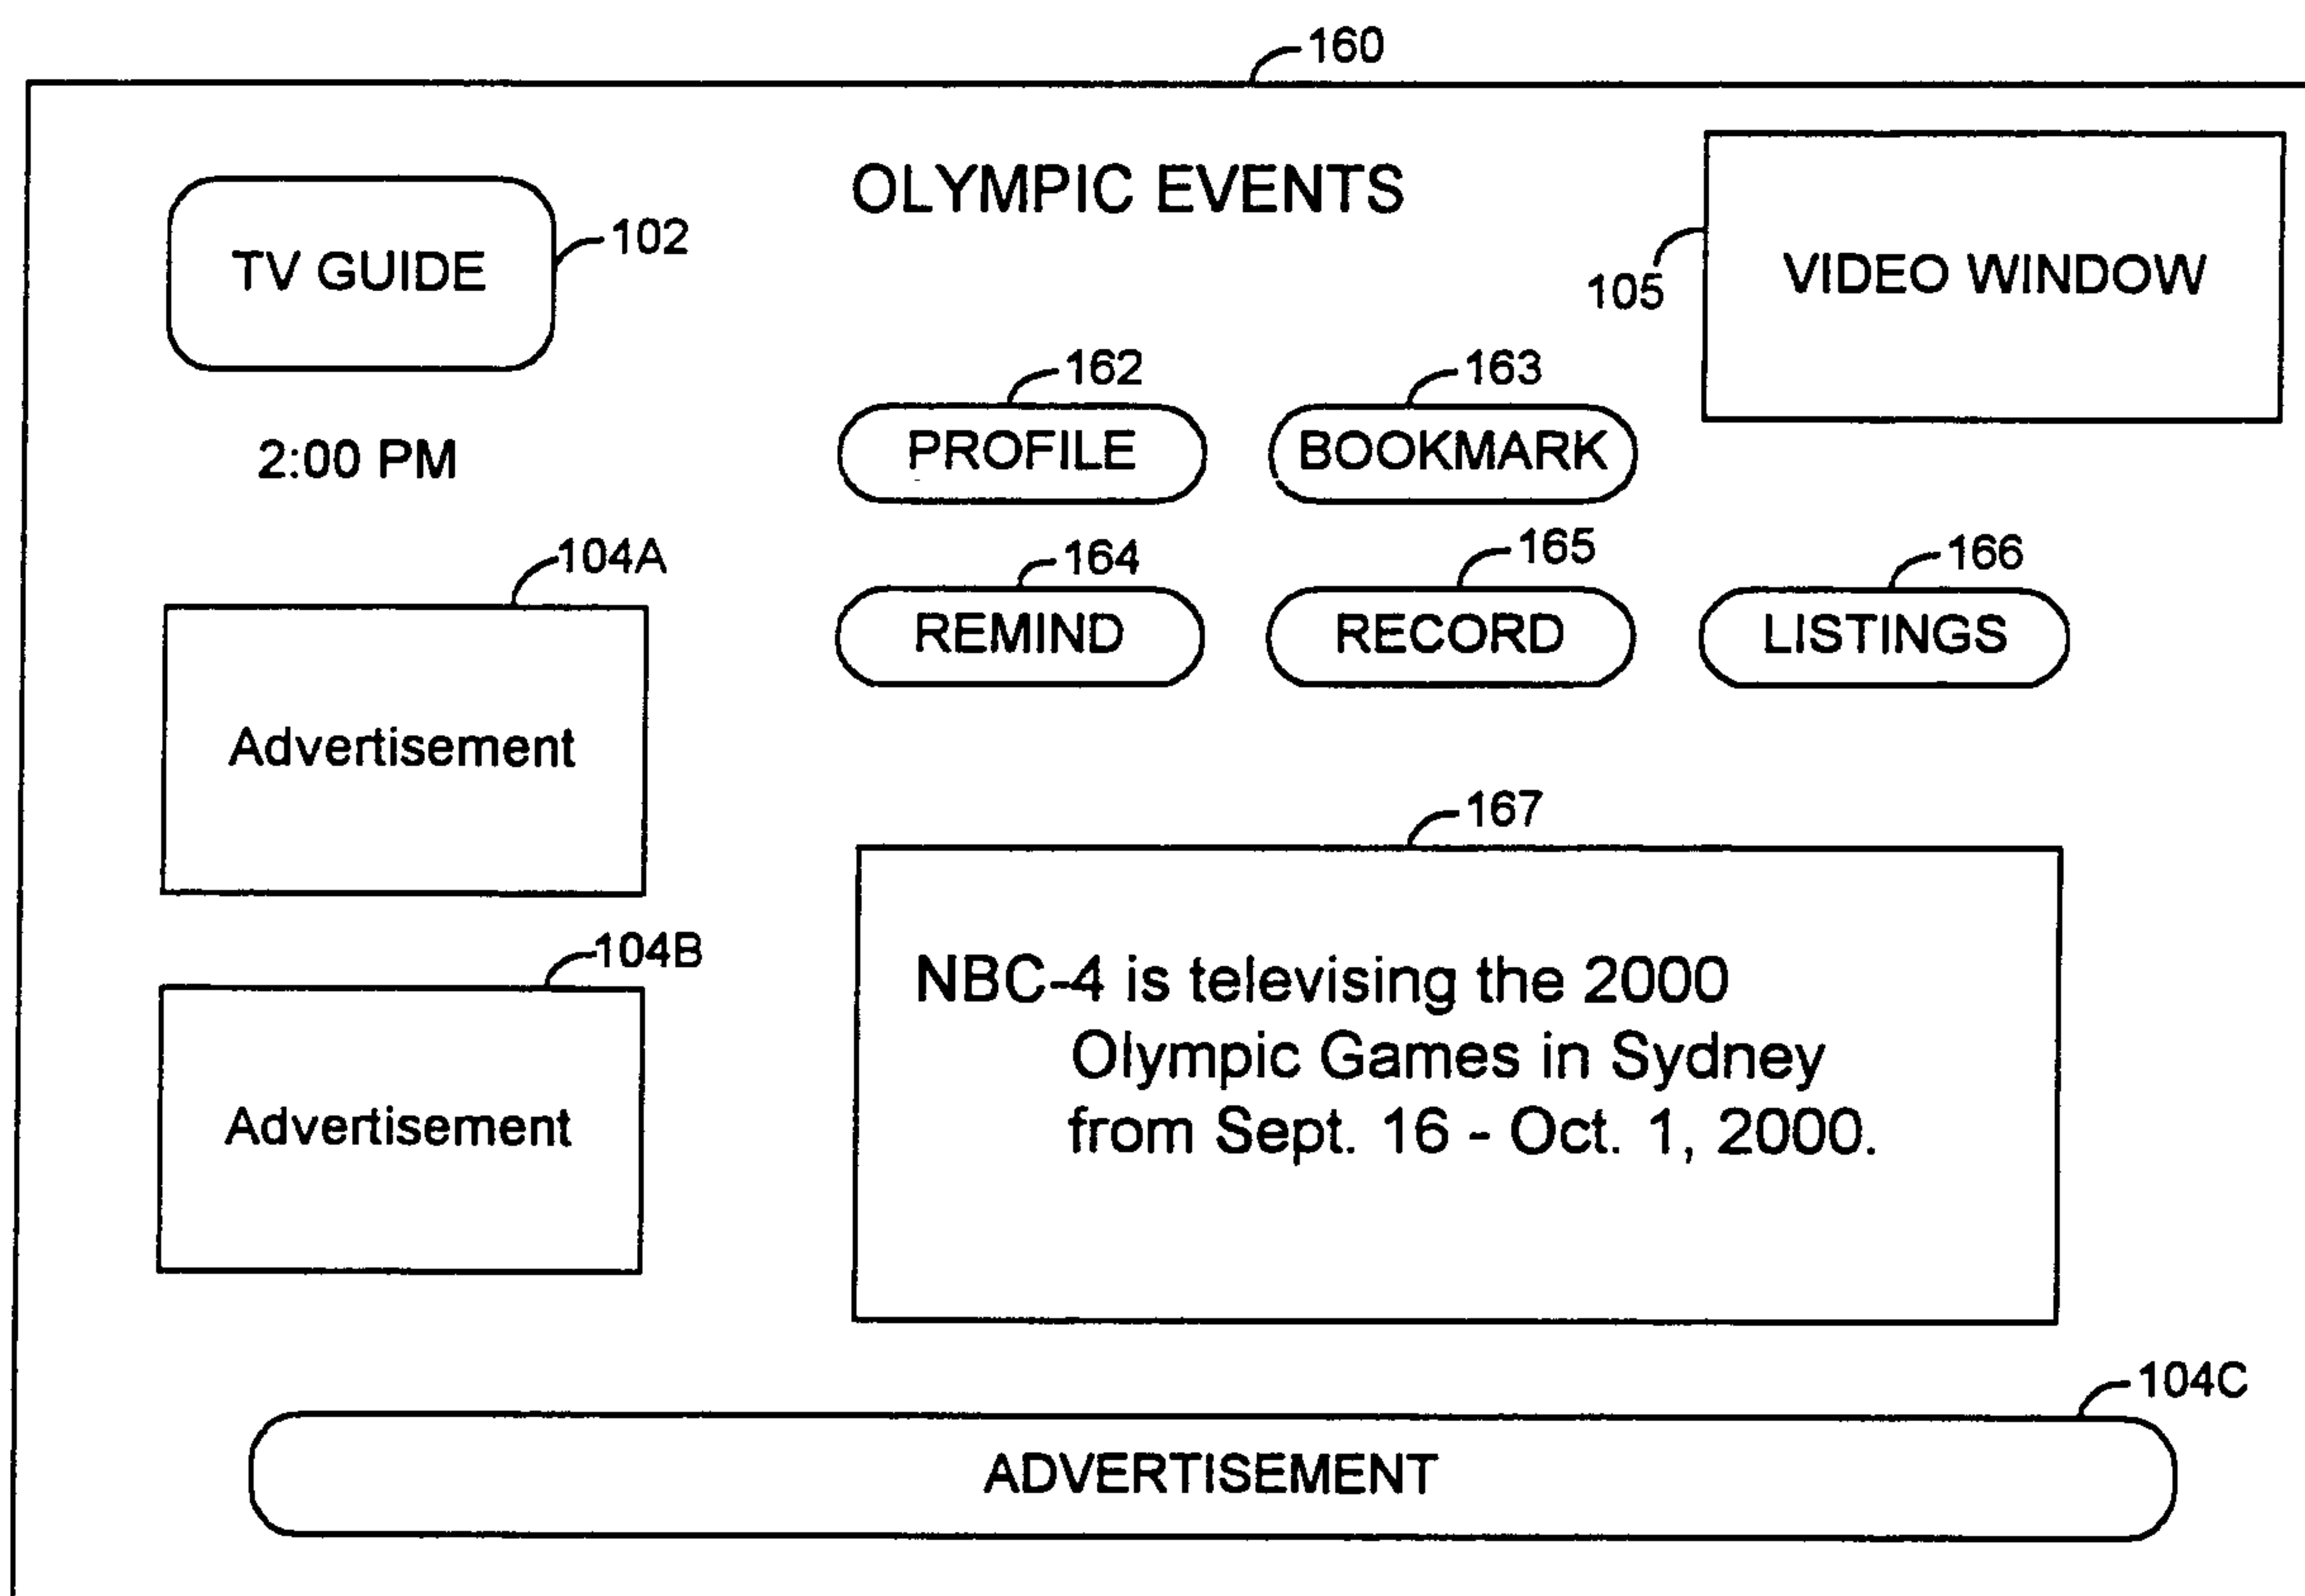 160
OLYMPIC EVENTS
TV GUIDE
102
105
VIDEO WINDOW
162
163
PROFILE
BOOKMARK
2:00 PM
104A
164
165
166
REMIND
RECORD
LISTINGS
Advertisement
167
104B
NBC-4 is televising the 2000
Olympic Games in Sydney
from Sept. 16 - Oct. 1, 2000.
Advertisement
104C
ADVERTISEMENT